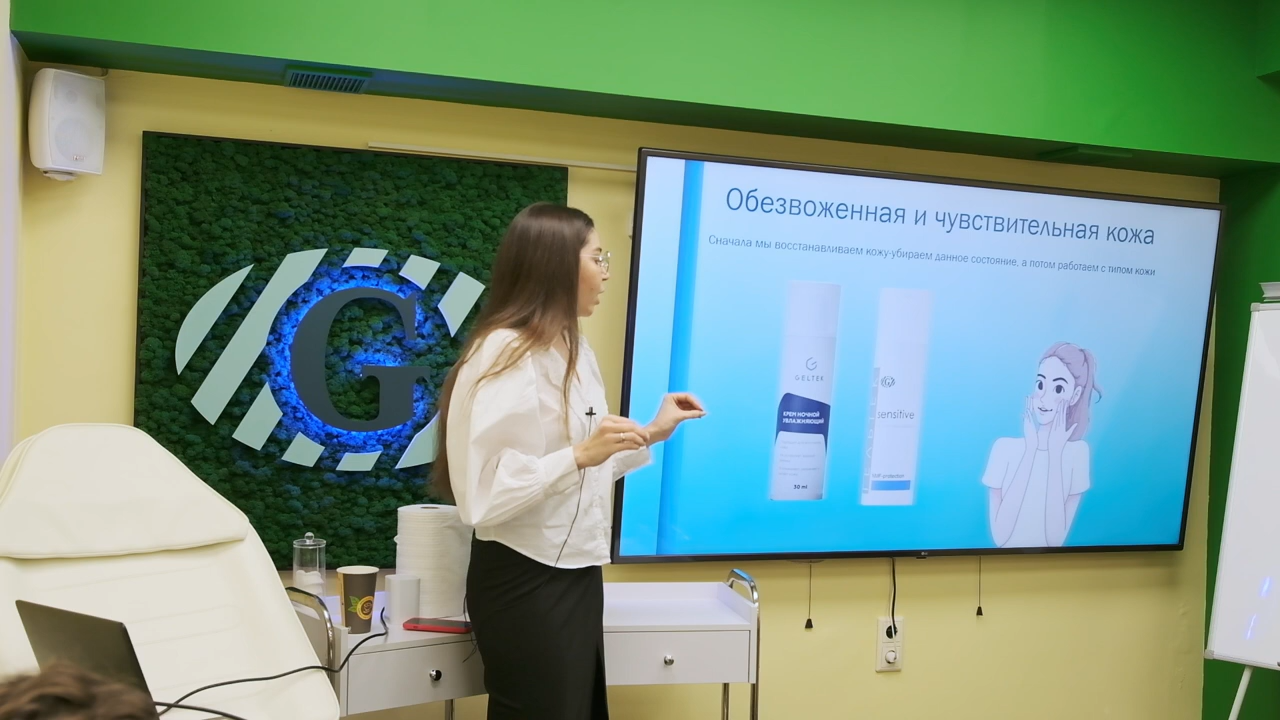 G
Обезвоженная и чувствительная кожа
Сначала мы восстанавливаем кожу-убираем данное состояние, а потом работаем с типом кожи
GELTEK
КРЕМ НОЧНОЙ
УВЛАЖНЯЮЩИЙ
30 ml
sensitive
LG